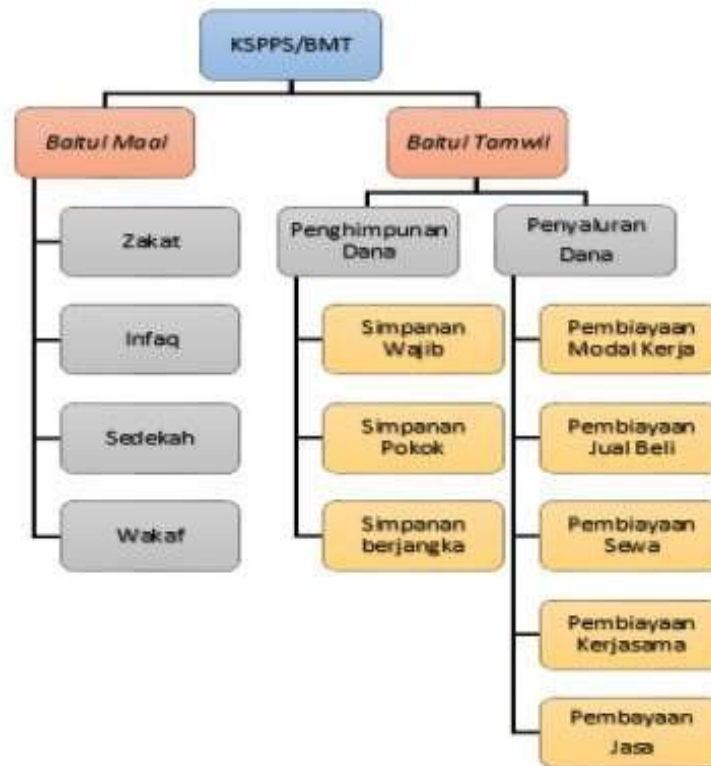 KSPPS/BMT
Baitul Maal
Baitul Tamwil
Zakat
Infaq
Sedekah
Wakaf
Penghimpunan
Dana
Simpanan
Wajib
Simpanan
Pokok
Simpanan
berjangka
Penyaluran
Dana
Pembiayaan
Modal Kerja
Pembiayaan
Jual Beli
Pembiayaan
Sewa
Pembiayaan
Kerjasama
Pembayaan
Jasa